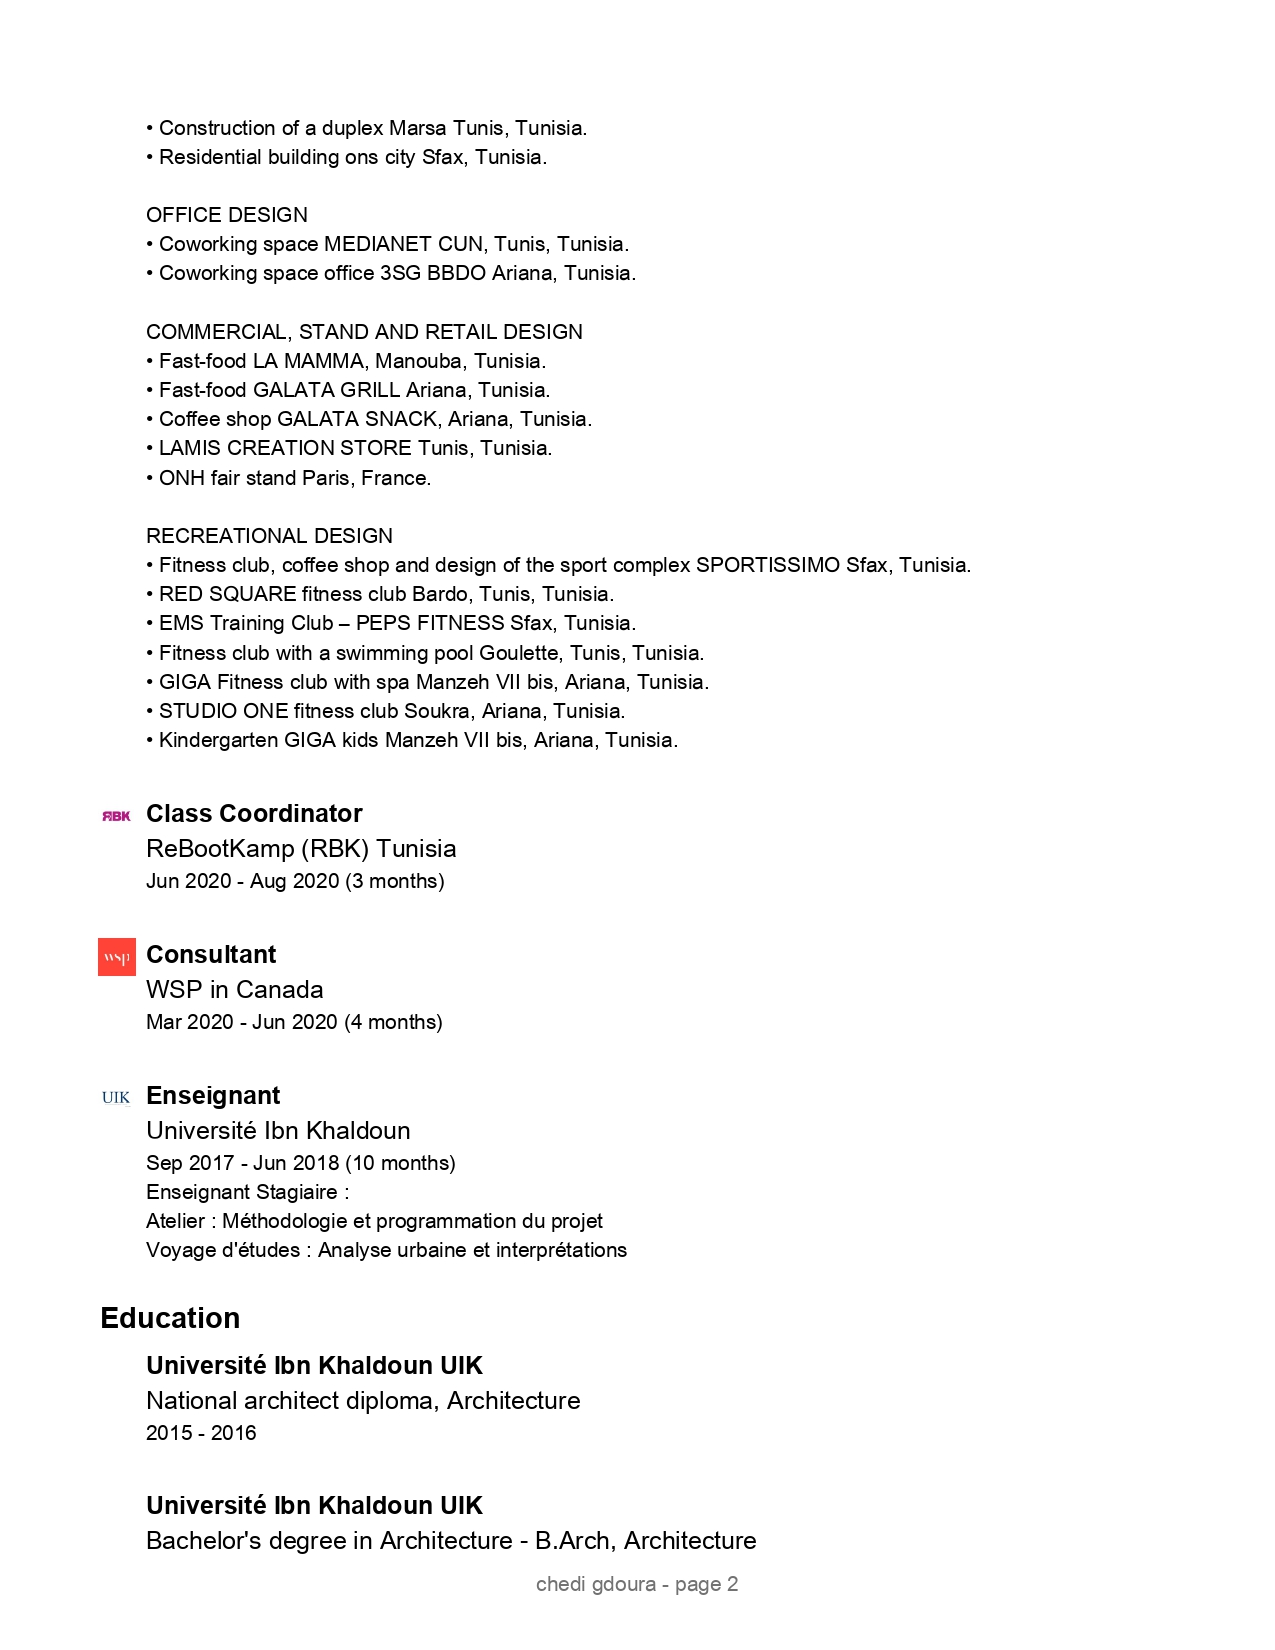 • Construction of a duplex Marsa Tunis, Tunisia.
• Residential building ons city Sfax, Tunisia.
OFFICE DESIGN
• Coworking space MEDIANET CUN, Tunis, Tunisia.
• Coworking space office 3SG BBDO Ariana, Tunisia.
COMMERCIAL, STAND AND RETAIL DESIGN
• Fast-food LA MAMMA, Manouba, Tunisia.
• Fast-food GALATA GRILL Ariana, Tunisia.
• Coffee shop GALATA SNACK, Ariana, Tunisia.
• LAMIS CREATION STORE Tunis, Tunisia.
• ONH fair stand Paris, France.
RECREATIONAL DESIGN
• Fitness club, coffee shop and design of the sport complex SPORTISSIMO Sfax, Tunisia.
• RED SQUARE fitness club Bardo, Tunis, Tunisia.
• EMS Training Club – PEPS FITNESS Sfax, Tunisia.
• Fitness club with a swimming pool Goulette, Tunis, Tunisia.
• GIGA Fitness club with spa Manzeh VII bis, Ariana, Tunisia.
• STUDIO ONE fitness club Soukra, Ariana, Tunisia.
• Kindergarten GIGA kids Manzeh VII bis, Ariana, Tunisia.
RBK Class Coordinator
ReBootKamp (RBK) Tunisia
Jun 2020 - Aug 2020 (3 months)
wsp Consultant
WSP in Canada
Mar 2020 - Jun 2020 (4 months)
UIK Enseignant
Université Ibn Khaldoun
Sep 2017 - Jun 2018 (10 months)
Enseignant Stagiaire :
Atelier : Méthodologie et programmation du projet
Voyage d'études : Analyse urbaine et interprétations
Education
Université Ibn Khaldoun UIK
National architect diploma, Architecture
2015 - 2016
Université Ibn Khaldoun UIK
Bachelor's degree in Architecture - B.Arch, Architecture
chedi gdoura - page 2